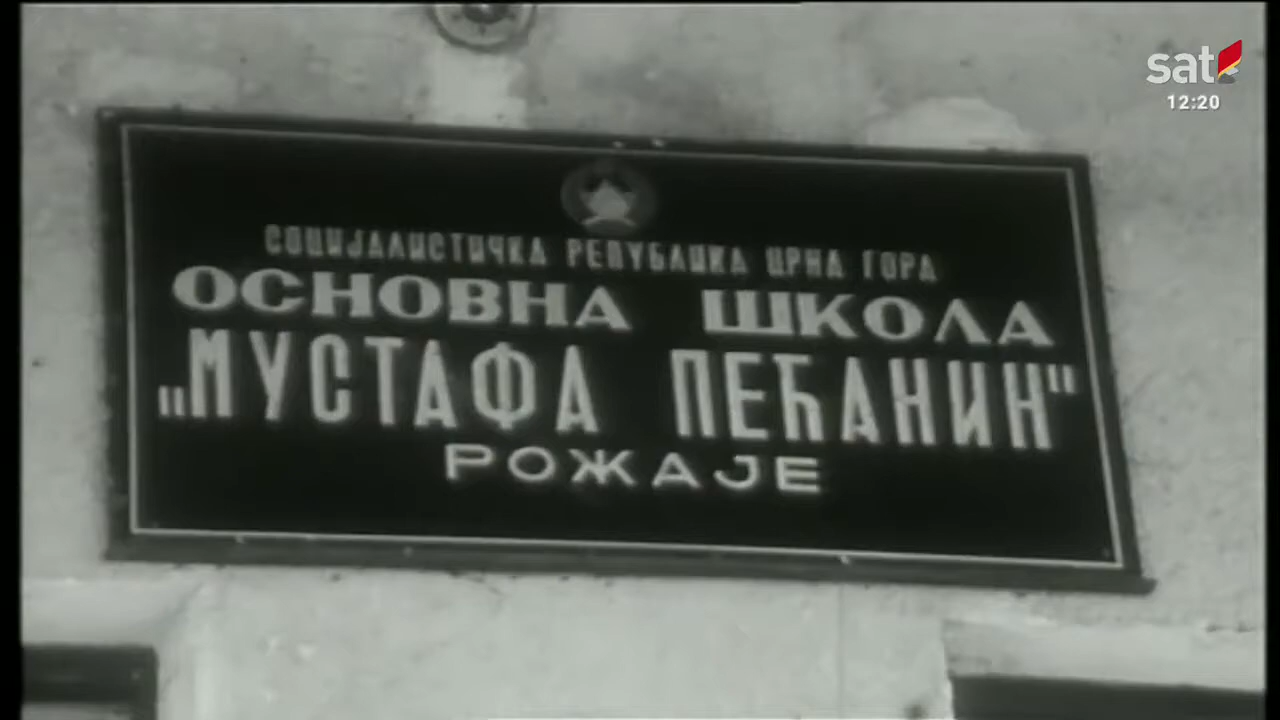 sat
12:20
СОЦИЈАЛИСТИЧКА РЕПУБЛИКА ЦРНА ГОРА
ОСНОВНА ШКОЛА
„МУСТАФА ПЕЋАНИН"
РОЖАЈЕ